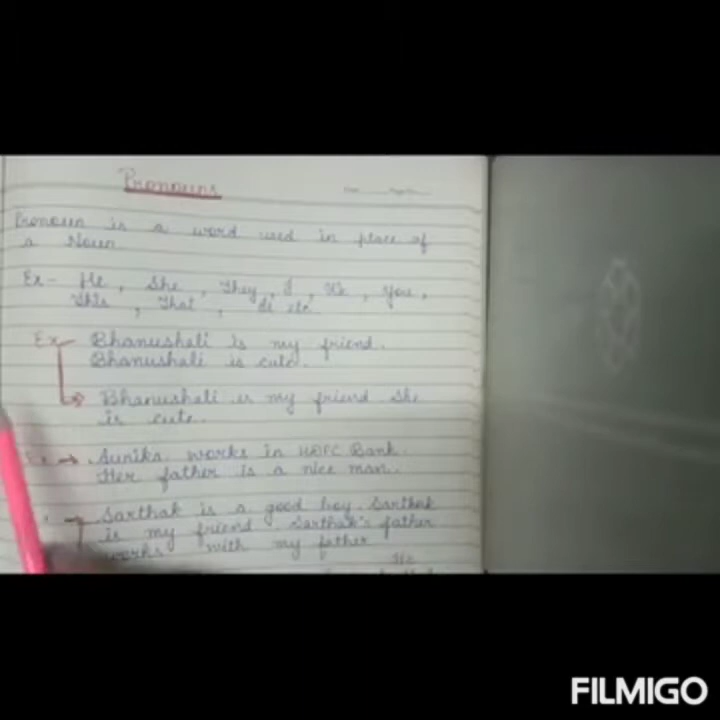 Pronouns
Pronoun is a word used in place of
a Noun
Ex - He, She, They, I, We, You,
This, That, etc
Ex Bhanushali is my friend.
Bhanushali is cute.
Bhanushali is my friend She
is cute.
Ex → works in HDFC Bank.
Her father is a nice man.
Sarthak is a good boy. Sarthak
is my friend. Sarthak's father
works with my father
He
FILMIGO